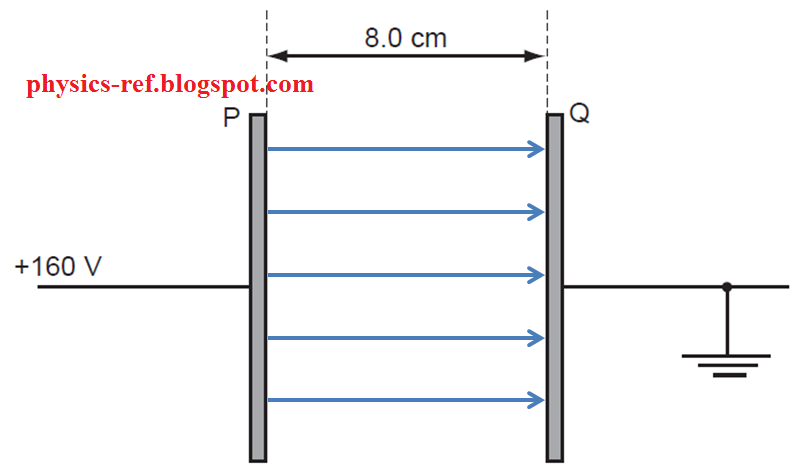 8.0 cm
physics-ref.blogspot.com
P
Q
+160 V